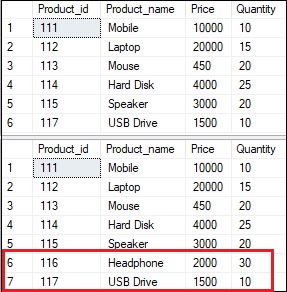 Product_id Product_name Price Quantity
1 111 Mobile 10000 10
2 112 Laptop 20000 15
3 113 Mouse 450 20
4 114 Hard Disk 4000 25
5 115 Speaker 3000 20
6 117 USB Drive 1500 10
Product_id Product_name Price Quantity
1 111 Mobile 10000 10
2 112 Laptop 20000 15
3 113 Mouse 450 20
4 114 Hard Disk 4000 25
5 115 Speaker 3000 20
6 116 Headphone 2000 30
7 117 USB Drive 1500 10